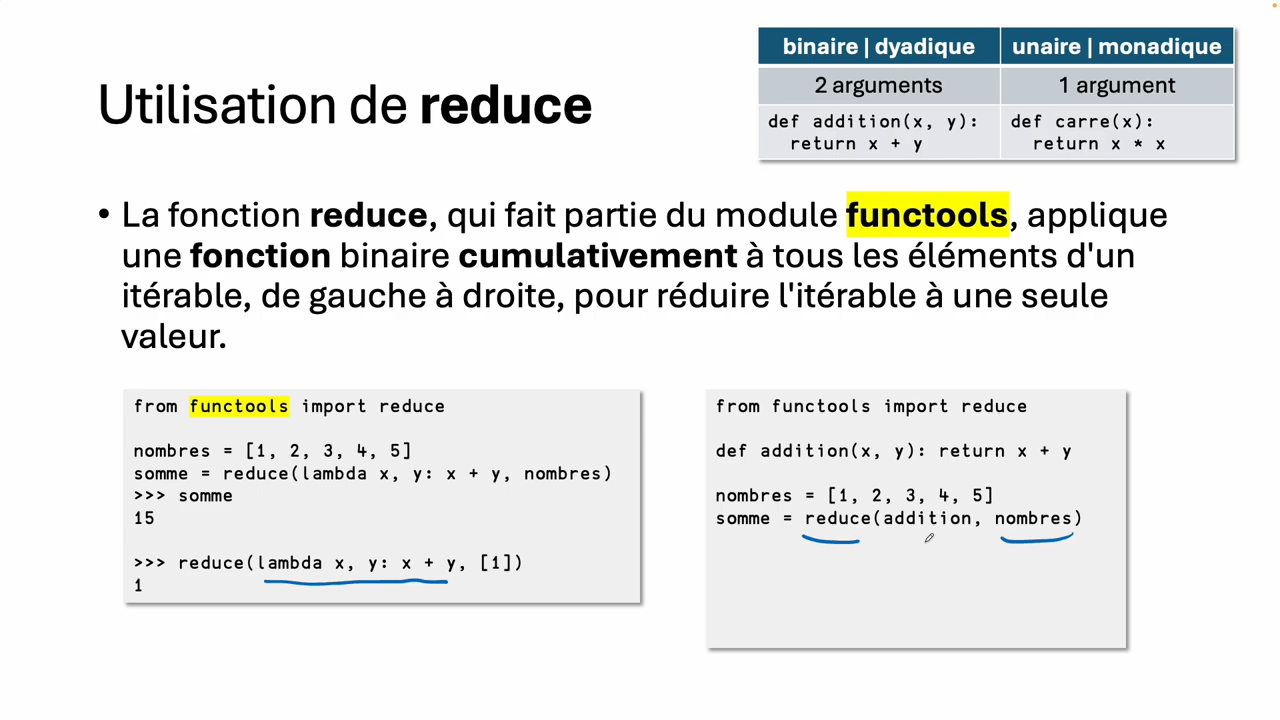 binaire | dyadique unaire | monadique
2 arguments 1 argument
def addition(x, y): def carre(x):
return x + y return x * x
Utilisation de reduce
• La fonction reduce, qui fait partie du module functools, applique
une fonction binaire cumulativement à tous les éléments d'un
itérable, de gauche à droite, pour réduire l'itérable à une seule
valeur.
from functools import reduce
nombres = [1, 2, 3, 4, 5]
somme = reduce(lambda x, y: x + y, nombres)
>>> somme
15
>>> reduce(lambda x, y: x + y, [1])
1
from functools import reduce
def addition(x, y): return x + y
nombres = [1, 2, 3, 4, 5]
somme = reduce(addition, nombres)